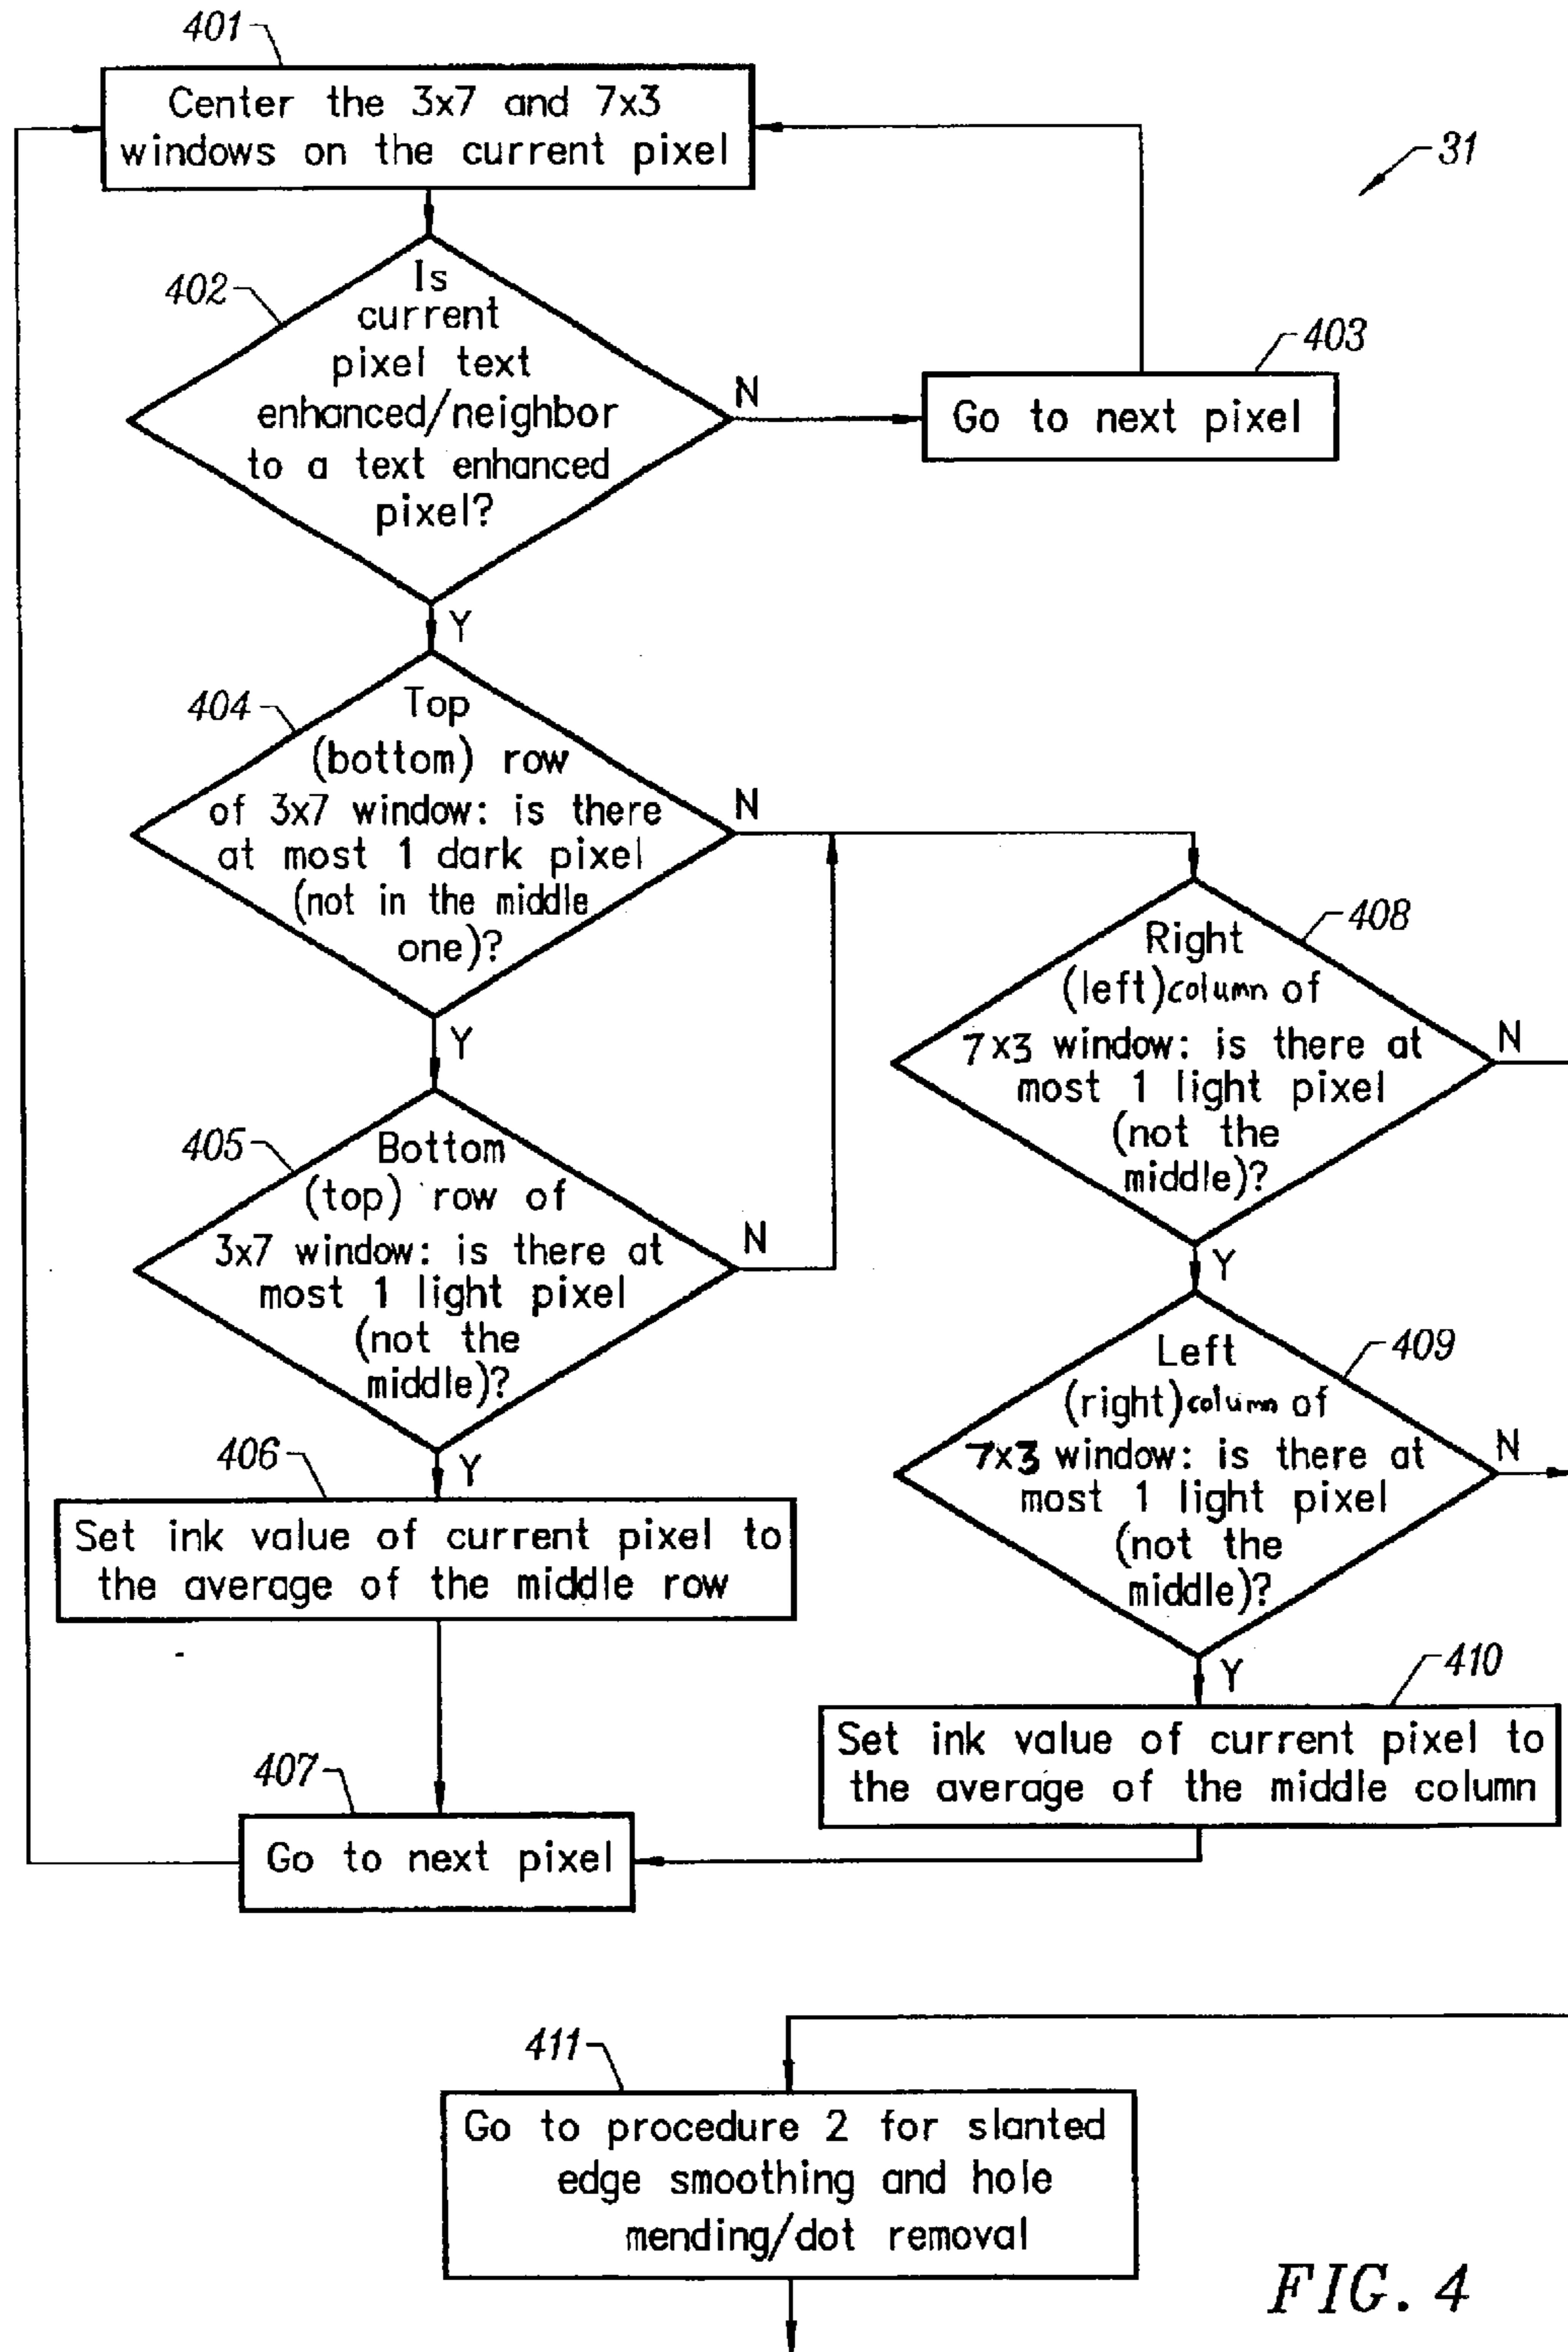 401
Center the 3x7 and 7x3
windows on the current pixel
31
402
Is
current
pixel text
enhanced/neighbor
to a text enhanced
pixel?
N
403
Go to next pixel
Y
404
Top
(bottom) row
of 3x7 window: is there
at most 1 dark pixel
(not in the middle
one)?
N
Y
405
Bottom
(top) row of
3x7 window: is there at
most 1 light pixel
(not the
middle)?
N
Y
406
Set ink value of current pixel to
the average of the middle row
407
Go to next pixel
408
Right
(left) column of
7x3 window: is there at
most 1 light pixel
(not the
middle)?
N
Y
409
Left
(right) column of
7x3 window: is there at
most 1 light pixel
(not the
middle)?
N
Y
410
Set ink value of current pixel to
the average of the middle column
411
Go to procedure 2 for slanted
edge smoothing and hole
mending/dot removal
FIG. 4